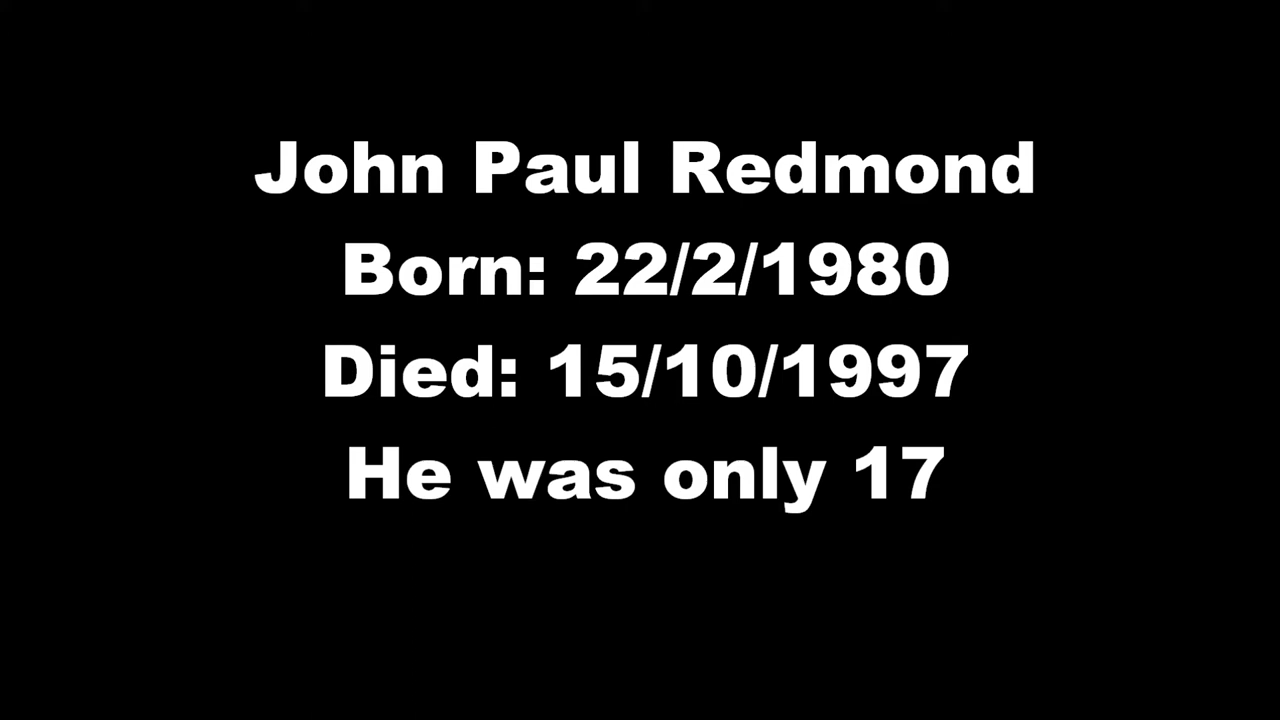 John Paul Redmond
Born: 22/2/1980
Died: 15/10/1997
He was only 17